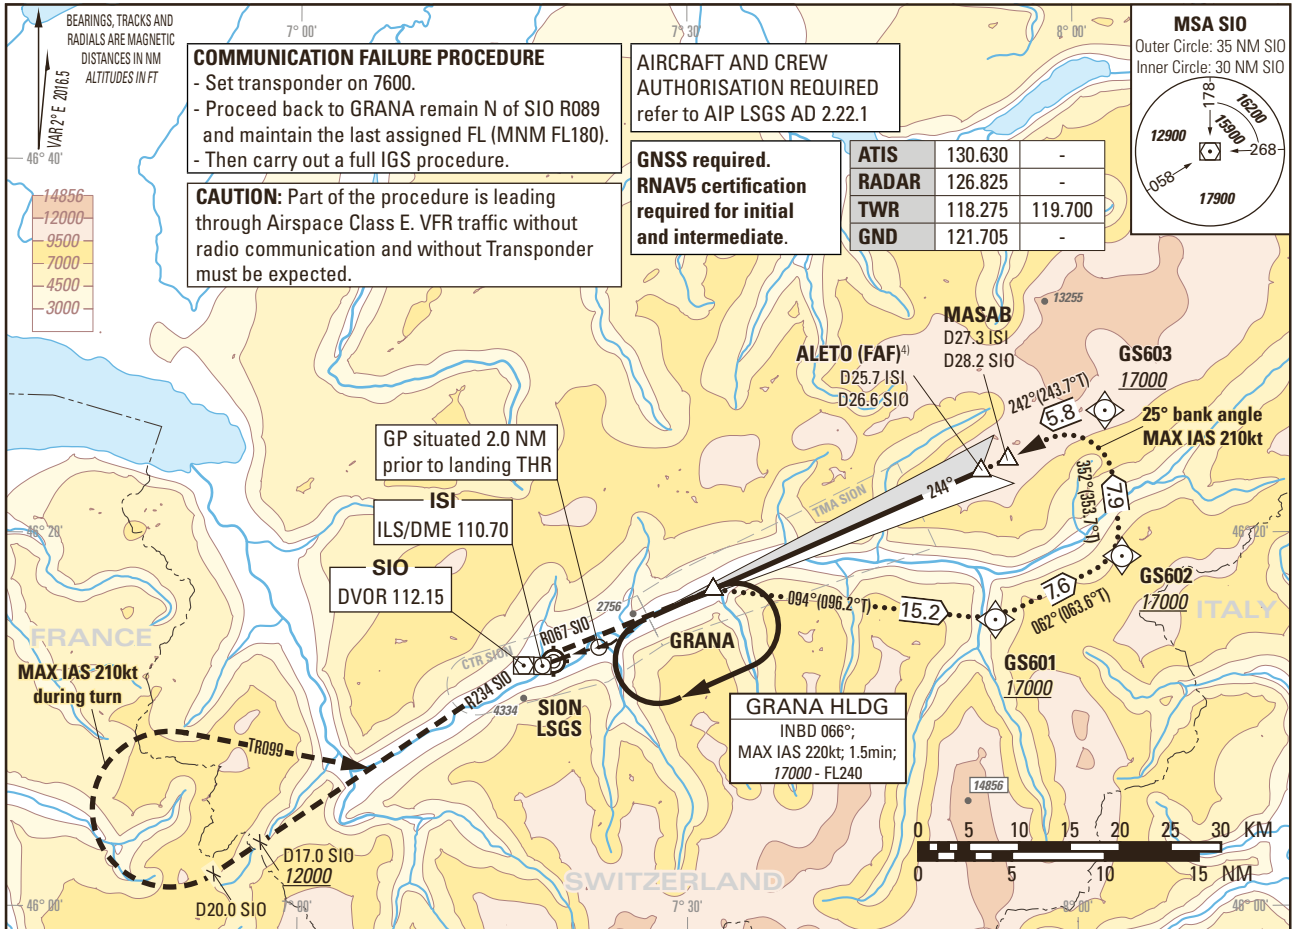 BEARINGS, TRACKS AND
RADIALS ARE MAGNETIC
DISTANCES IN NM
ALTITUDES IN FT
VAR 2° E 2016.5
7° 00'
7° 30'
8° 00'
COMMUNICATION FAILURE PROCEDURE
- Set transponder on 7600.
- Proceed back to GRANA remain N of SIO R089
and maintain the last assigned FL (MNM FL180).
- Then carry out a full IGS procedure.
CAUTION: Part of the procedure is leading
through Airspace Class E. VFR traffic without
radio communication and without Transponder
must be expected.
AIRCRAFT AND CREW
AUTHORISATION REQUIRED
refer to AIP LSGS AD 2.22.1
GNSS required.
RNAV5 certification
required for initial
and intermediate.
ATIS 130.630 -
RADAR 126.825 -
TWR 118.275 119.700
GND 121.705 -
MSA SIO
Outer Circle: 35 NM SIO
Inner Circle: 30 NM SIO
178
16200
15900
12900
268
058
17900
46° 40'
14856
12000
9500
7000
4500
3000
13255
MASAB
D27.3 ISI
D28.2 SIO
ALETO (FAF)4)
D25.7 ISI
D26.6 SIO
GS603
17000
242° (243.7°T)
5.8
25° bank angle
MAX IAS 210kt
GP situated 2.0 NM
prior to landing THR
ISI
ILS/DME 110.70
SIO
DVOR 112.15
244°
TMA SION
352° (353.7°T)
7.9
46° 20'
46° 20'
GS602
17000
7.6
062° (063.6°T)
094° (096.2°T)
15.2
ITALY
GS601
17000
2756
R067 SIO
GRANA
FRANCE
CTR SION
R234 SIO
4334
SION
LSGS
MAX IAS 210kt
during turn
TR099
GRANA HLDG
INBD 066°;
MAX IAS 220kt; 1.5min;
17000 - FL240
14856
0 5 10 15 20 25 30 KM
0 5 10 15 NM
D17.0 SIO
12000
D20.0 SIO
SWITZERLAND
46° 00'
7° 00'
7° 30'
8° 00'
46° 00'